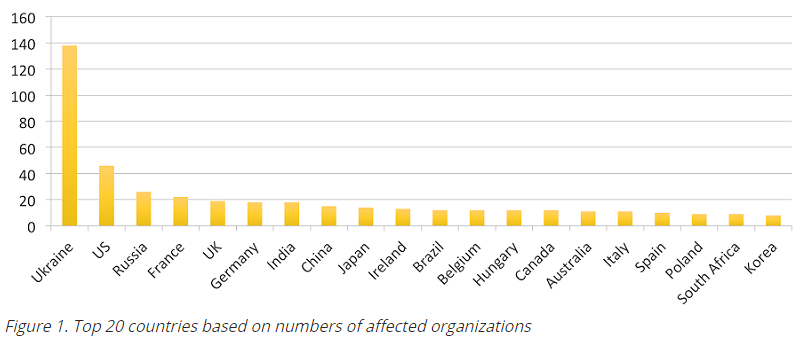 160
140
120
100
80
60
40
20
0
Ukraine
US
Russia
France
UK
Germany
India
China
Japan
Ireland
Brazil
Belgium
Hungary
Canada
Australia
Italy
Spain
Poland
South Africa
Korea
Figure 1. Top 20 countries based on numbers of affected organizations